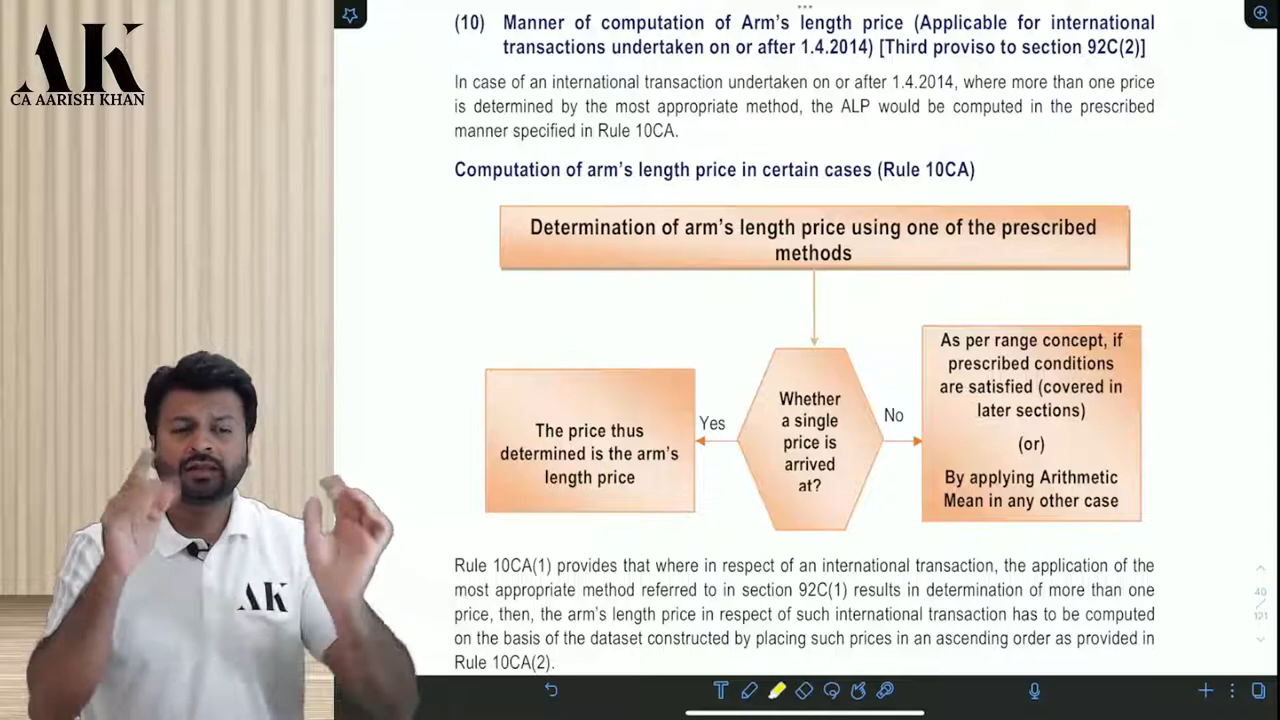 AK
CA AARISH KHAN
AK
(10) Manner of computation of Arm's length price (Applicable for international
transactions undertaken on or after 1.4.2014) [Third proviso to section 92C(2)]
In case of an international transaction undertaken on or after 1.4.2014, where more than one price
is determined by the most appropriate method, the ALP would be computed in the prescribed
manner specified in Rule 10CA.
Computation of arm's length price in certain cases (Rule 10CA)
Determination of arm's length price using one of the prescribed
methods
The price thus
determined is the arm's
length price
Yes
Whether
a single
price is
arrived
at?
No
As per range concept, if
prescribed conditions
are satisfied (covered in
later sections)
(or)
By applying Arithmetic
Mean in any other case
Rule 10CA(1) provides that where in respect of an international transaction, the application of the
most appropriate method referred to in section 92C(1) results in determination of more than one
price, then, the arm's length price in respect of such international transaction has to be computed
on the basis of the dataset constructed by placing such prices in an ascending order as provided in
Rule 10CA(2).
40
/
121